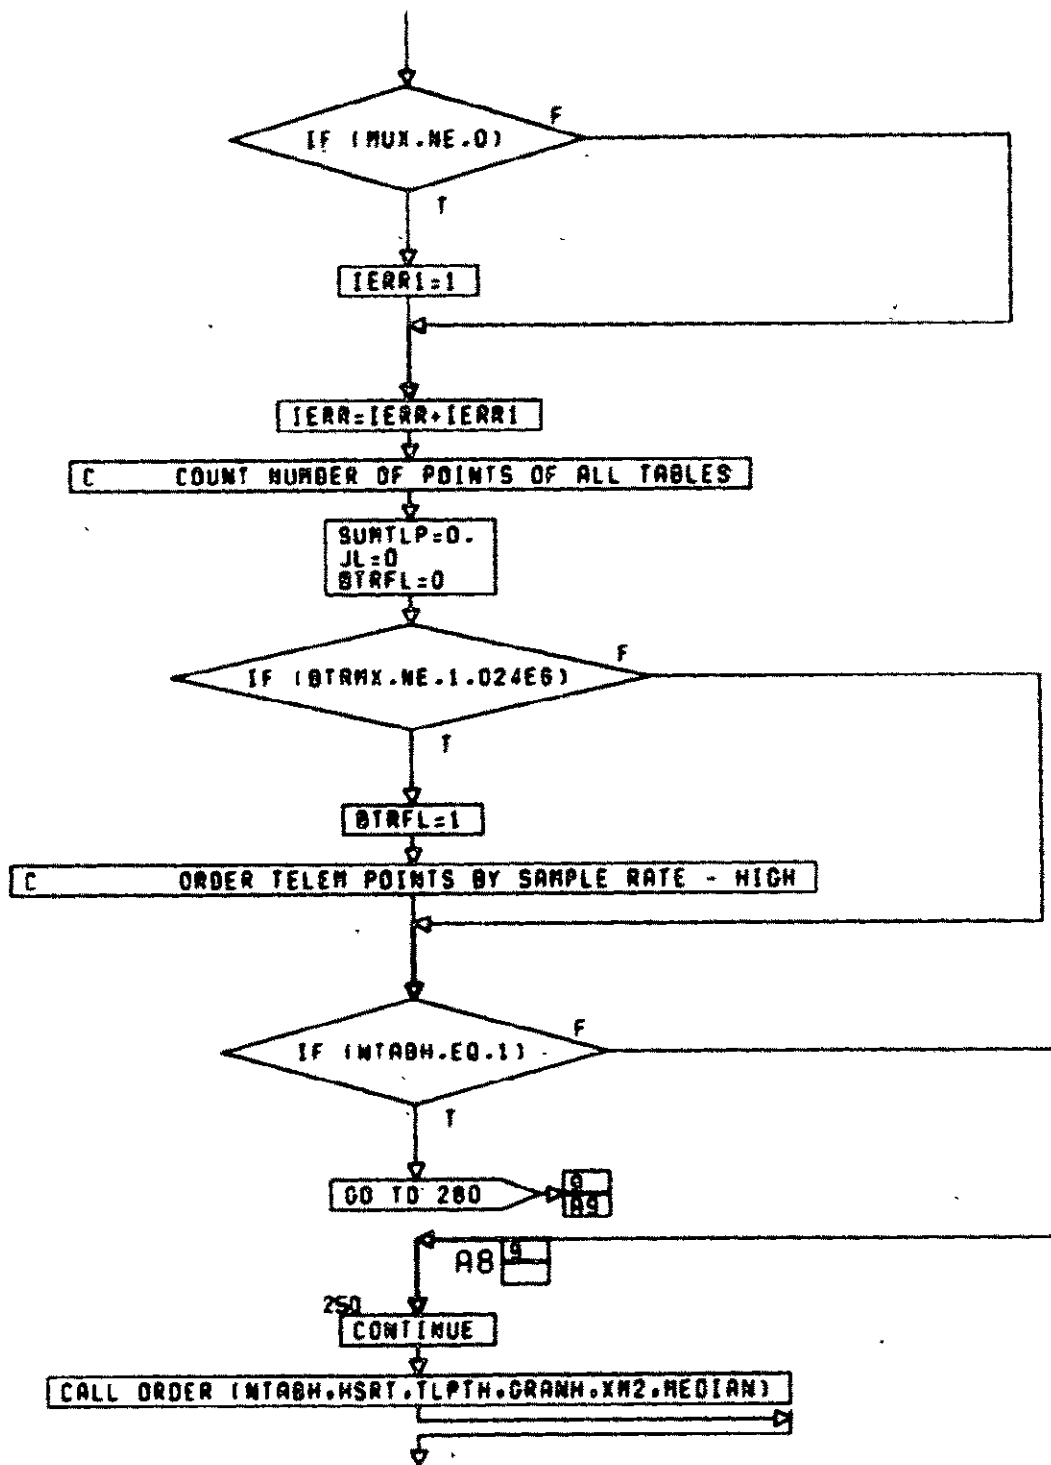 IF (MUX.NE.0)
F
T
IERR1=1
IERR=IERR+IERR1
C COUNT NUMBER OF POINTS OF ALL TABLES
SUMTLP=0.
JL=0
BTRFL=0
IF (BTRMX.NE.1.024E6)
F
T
BTRFL=1
C ORDER TELEM POINTS BY SAMPLE RATE - HIGH
IF (NTABH.EQ.1)
F
T
GO TO 280
9
A9
A8
9
250
CONTINUE
CALL ORDER (NTABH,HSRT,TLPTH,GRANH,XM2,MEDIAN)